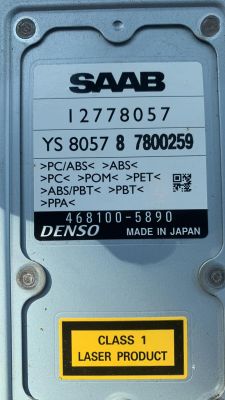 SAAB
12778057
YS 8057 8 7800259
>PC/ABS< >ABS<
>PC< >POM< >PET<
>ABS/PBT< >PBT<
>PPA<
468100-5890
DENSO MADE IN JAPAN
CLASS 1
LASER PRODUCT